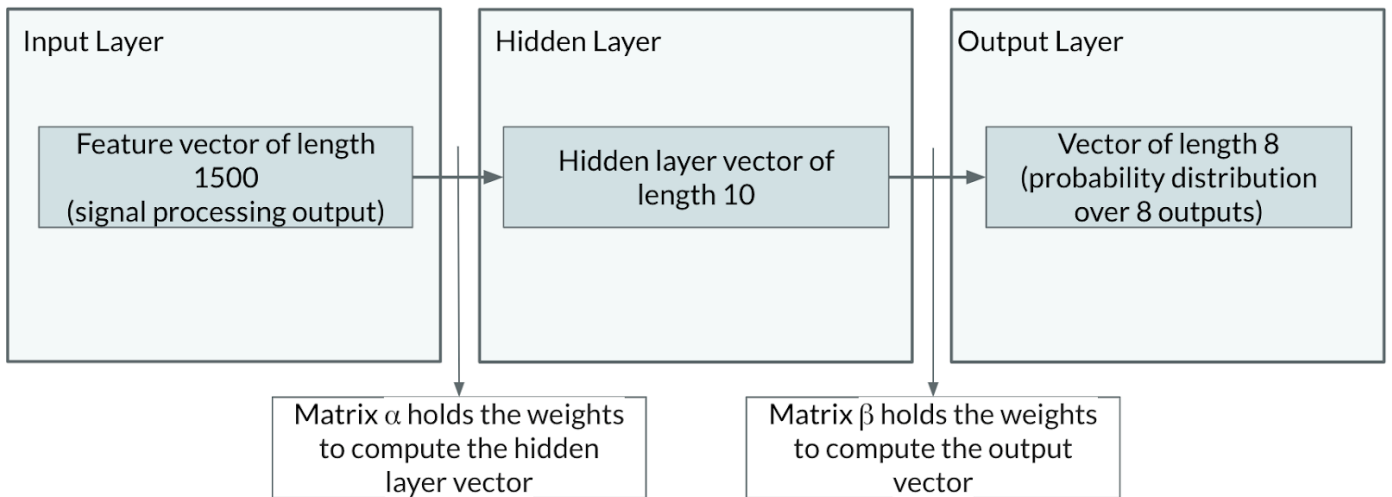 Input Layer
Hidden Layer
Output Layer
Feature vector of length
1500
(signal processing output)
Hidden layer vector of
length 10
Vector of length 8
(probability distribution
over 8 outputs)
Matrix α holds the weights
to compute the hidden
layer vector
Matrix β holds the weights
to compute the output
vector